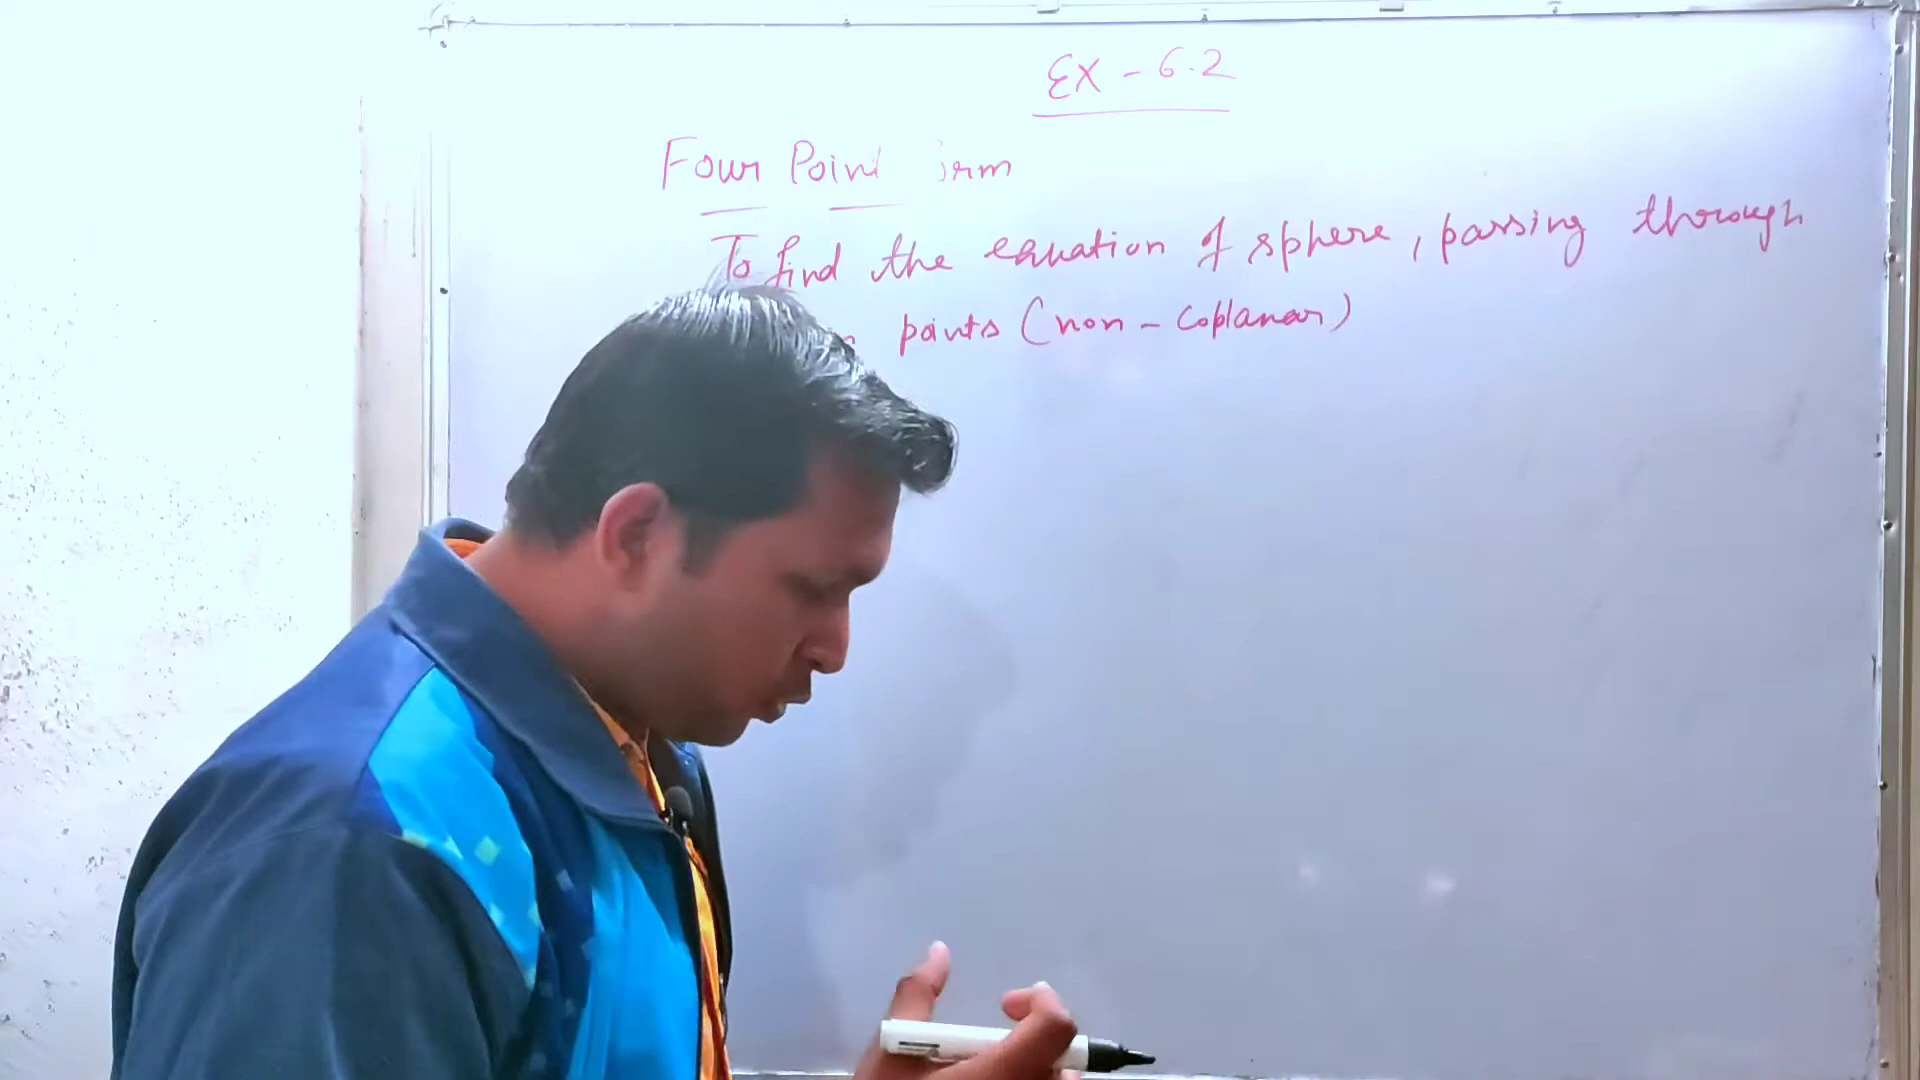 Ex - 6.2
Four Point
To find the equation of sphere, passing through
points (non-coplanar)